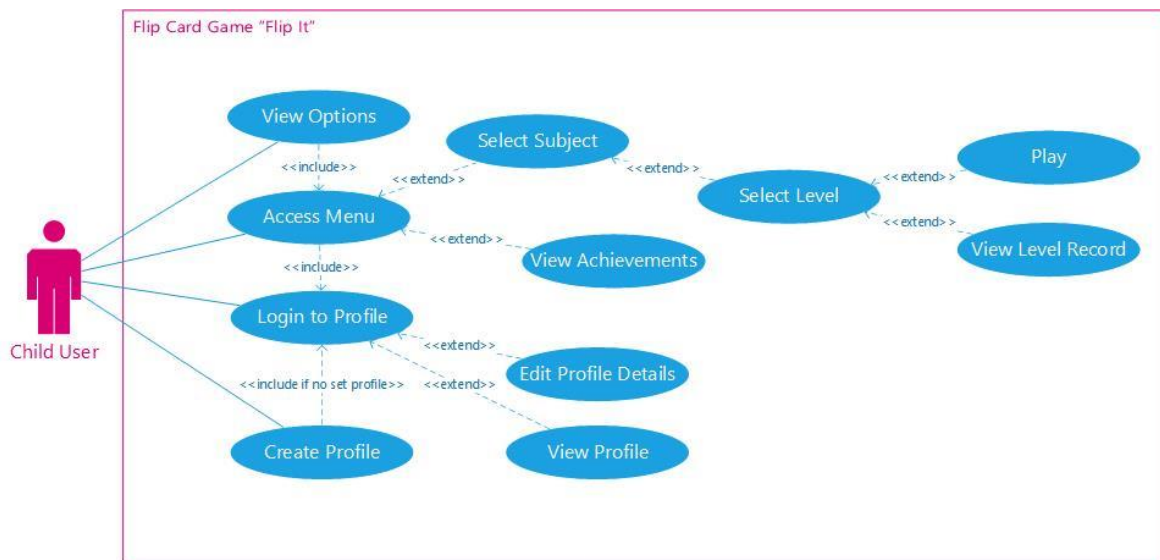 Flip Card Game "Flip It"
View Options
Select Subject
Play
<<include>>
<<extend>>
<<extend>>
<<extend>>
Access Menu
Select Level
<<extend>>
<<extend>>
View Achievements
View Level Record
<<include>>
Login to Profile
Child User
<<extend>>
Edit Profile Details
<<include if no set profile>>
<<extend>>
Create Profile
View Profile